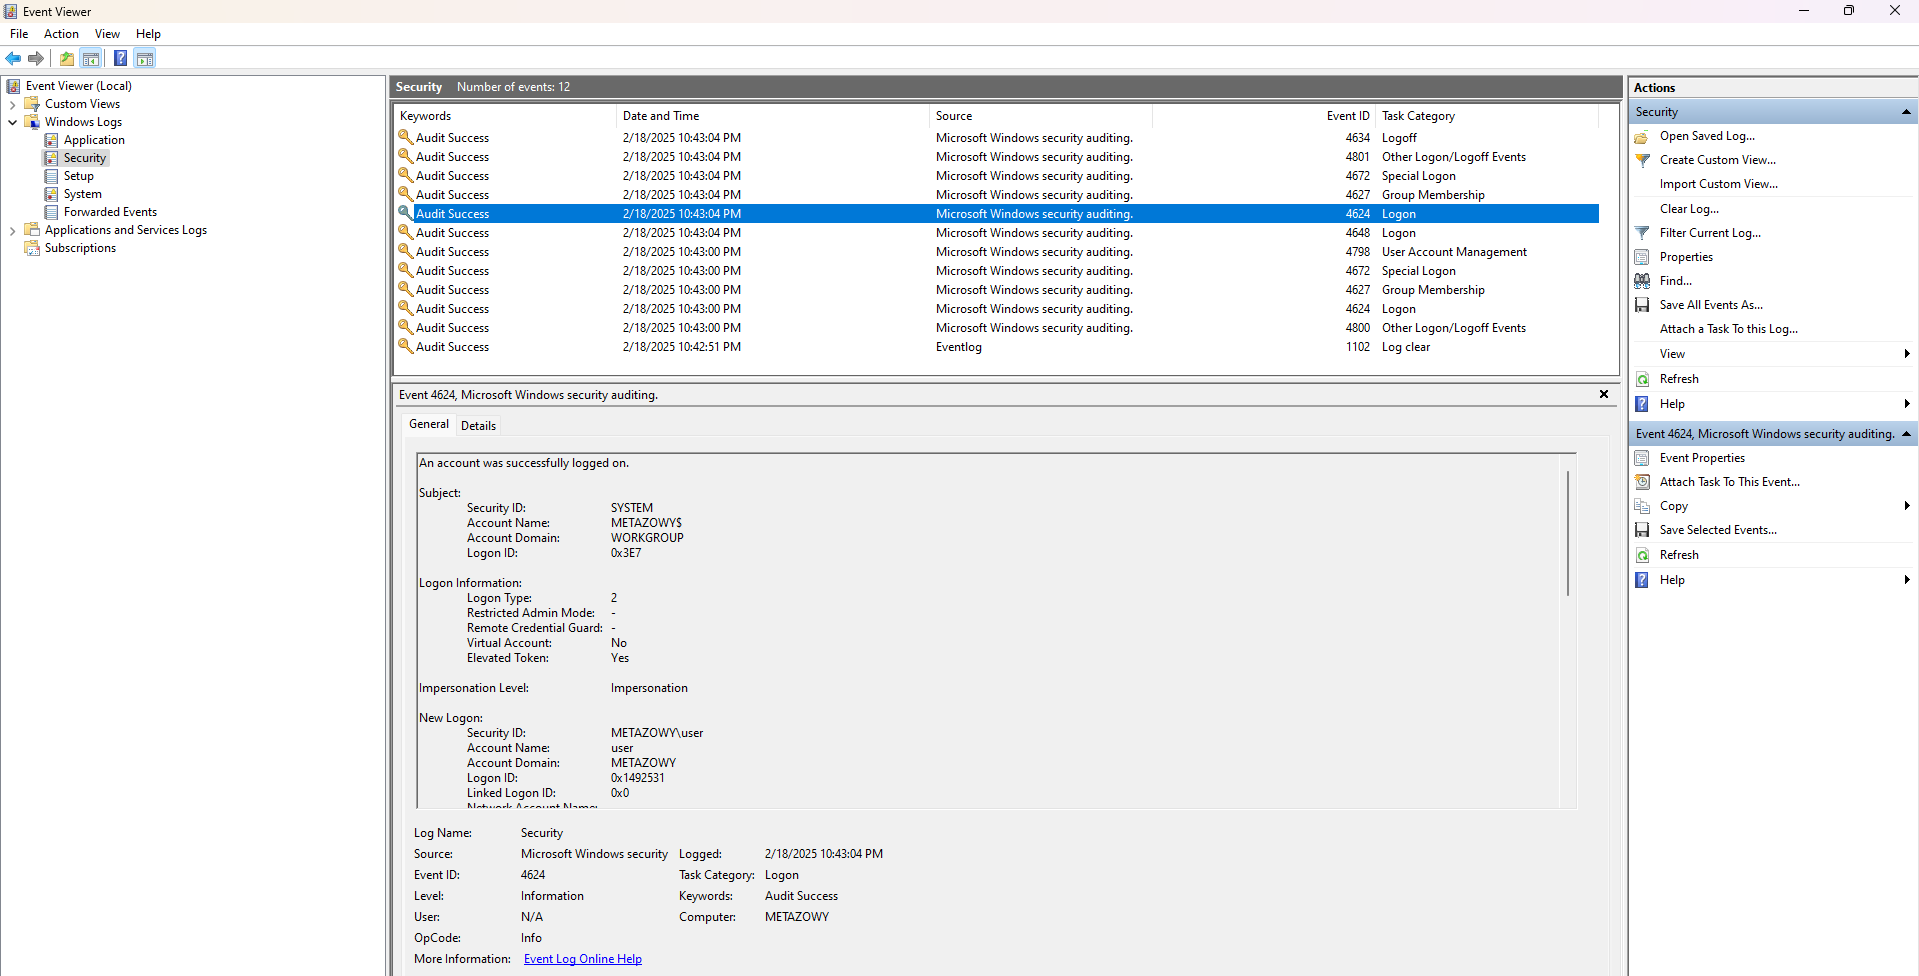 Event Viewer
File Action View Help
Event Viewer (Local)
Custom Views
Windows Logs
Application
Security
Setup
System
Forwarded Events
Applications and Services Logs
Subscriptions
Security Number of events: 12
Keywords Date and Time Source Event ID Task Category
Audit Success 2/18/2025 10:43:04 PM Microsoft Windows security auditing. 4634 Logoff
Audit Success 2/18/2025 10:43:04 PM Microsoft Windows security auditing. 4801 Other Logon/Logoff Events
Audit Success 2/18/2025 10:43:04 PM Microsoft Windows security auditing. 4672 Special Logon
Audit Success 2/18/2025 10:43:04 PM Microsoft Windows security auditing. 4627 Group Membership
Audit Success 2/18/2025 10:43:04 PM Microsoft Windows security auditing. 4624 Logon
Audit Success 2/18/2025 10:43:04 PM Microsoft Windows security auditing. 4648 Logon
Audit Success 2/18/2025 10:43:00 PM Microsoft Windows security auditing. 4798 User Account Management
Audit Success 2/18/2025 10:43:00 PM Microsoft Windows security auditing. 4672 Special Logon
Audit Success 2/18/2025 10:43:00 PM Microsoft Windows security auditing. 4627 Group Membership
Audit Success 2/18/2025 10:43:00 PM Microsoft Windows security auditing. 4624 Logon
Audit Success 2/18/2025 10:43:00 PM Microsoft Windows security auditing. 4800 Other Logon/Logoff Events
Audit Success 2/18/2025 10:42:51 PM Eventlog 1102 Log clear
Event 4624, Microsoft Windows security auditing.
General Details
An account was successfully logged on.
Subject:
Security ID: SYSTEM
Account Name: METAZOWY$
Account Domain: WORKGROUP
Logon ID: 0x3E7
Logon Information:
Logon Type: 2
Restricted Admin Mode: -
Remote Credential Guard: -
Virtual Account: No
Elevated Token: Yes
Impersonation Level: Impersonation
New Logon:
Security ID: METAZOWY\user
Account Name: user
Account Domain: METAZOWY
Logon ID: 0x1492531
Linked Logon ID: 0x0
Network Account Name:
Log Name: Security
Source: Microsoft Windows security Logged: 2/18/2025 10:43:04 PM
Event ID: 4624 Task Category: Logon
Level: Information Keywords: Audit Success
User: N/A Computer: METAZOWY
OpCode: Info
More Information: Event Log Online Help
Actions
Security
Open Saved Log...
Create Custom View...
Import Custom View...
Clear Log...
Filter Current Log...
Properties
Find...
Save All Events As...
Attach a Task To this Log...
View
Refresh
Help
Event 4624, Microsoft Windows security auditing.
Event Properties
Attach Task To This Event...
Copy
Save Selected Events...
Refresh
Help